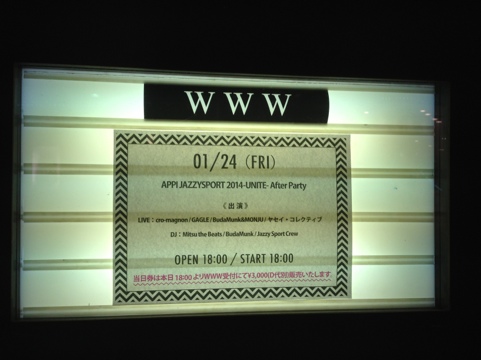 WWW
01/24 (FRI)
APPI JAZZYSPORT 2014-UNITE- After Party
《出演》
LIVE：cro-magnon / GAGLE / BudaMunk&MONJU / ヤセイ・コレクティブ
DJ：Mitsu the Beats / BudaMunk / Jazzy Sport Crew
OPEN 18:00 / START 18:00
当日券は本日 18:00 よりWWW受付にて¥3,000(D代別)販売いたします。